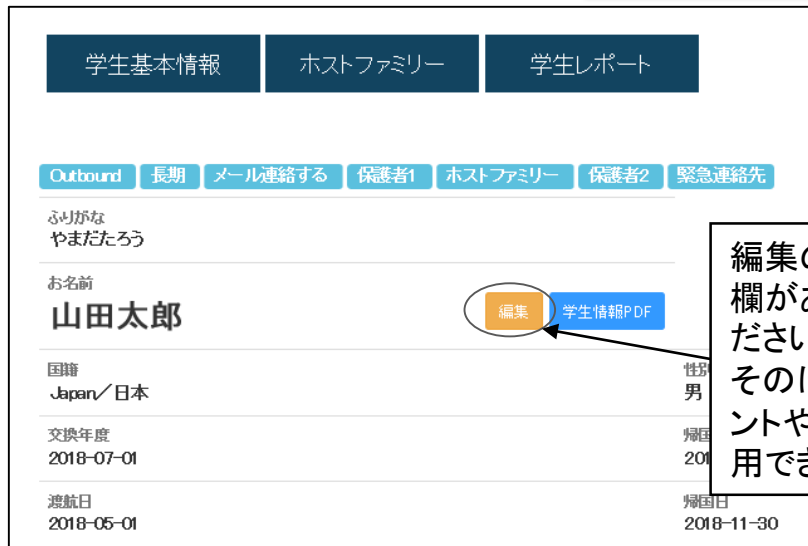 学生基本情報 ホストファミリー 学生レポート
Outbound 長期 メール連絡する 保護者1 ホストファミリー 保護者2 緊急連絡先
ふりがな
やまだたろう
お名前
山田太郎
編集 学生情報PDF
編集
欄が
ださい
その
ントや
用でき
国籍
Japan/日本
性別
男
交換年度
2018-07-01
帰国
201
渡航日
2018-05-01
帰国日
2018-11-30